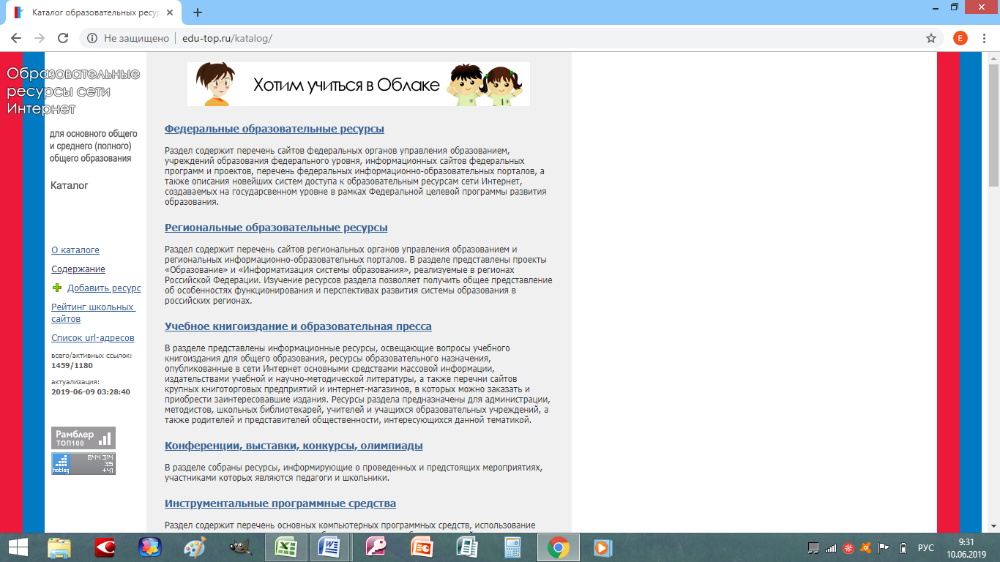 Каталог образовательных ресур
Не защищено
edu-top.ru/katalog/
E
Образовательные
ресурсы сети
Интернет
для основного общего
и среднего (полного)
общего образования
Каталог
О каталоге
Содержание
Добавить ресурс
Рейтинг школьных
сайтов
Список url-адресов
всего/активных ссылок:
1459/1180
актуализация:
2019-06-09 03:28:40
Рамблер
ТОП100
844 314
35
+41
hotlog
Хотим учиться в Облаке
Федеральные образовательные ресурсы
Раздел содержит перечень сайтов федеральных органов управления образованием,
учреждений образования федерального уровня, информационных сайтов федеральных
программ и проектов, перечень федеральных информационно-образовательных порталов, а
также описания новейших систем доступа к образовательным ресурсам сети Интернет,
создаваемых на государсвенном уровне в рамках Федеральной целевой программы развития
образования.
Региональные образовательные ресурсы
Раздел содержит перечень сайтов региональных органов управления образованием и
региональных информационно-образовательных порталов. В разделе представлены проекты
«Образование» и «Информатизация системы образования», реализуемые в регионах
Российской Федерации. Изучение ресурсов раздела позволяет получить общее представление
об особенностях функционирования и перспективах развития системы образования в
российских регионах.
Учебное книгоиздание и образовательная пресса
В разделе представлены информационные ресурсы, освещающие вопросы учебного
книгоиздания для общего образования, ресурсы образовательного назначения,
опубликованные в сети Интернет основными средствами массовой информации,
издательствами учебной и научно-методической литературы, а также перечни сайтов
крупных книготорговых предприятий и интернет-магазинов, в которых можно заказать и
приобрести заинтересовавшие издания. Ресурсы раздела предназначены для администрации,
методистов, школьных библиотекарей, учителей и учащихся образовательных учреждений, а
также родителей и представителей общественности, интересующихся данной тематикой.
Конференции, выставки, конкурсы, олимпиады
В разделе собраны ресурсы, информирующие о проведенных и предстоящих мероприятиях,
участниками которых являются педагоги и школьники.
Инструментальные программные средства
Раздел содержит перечень основных компьютерных программных средств, использование
РУС
9:31
10.06.2019